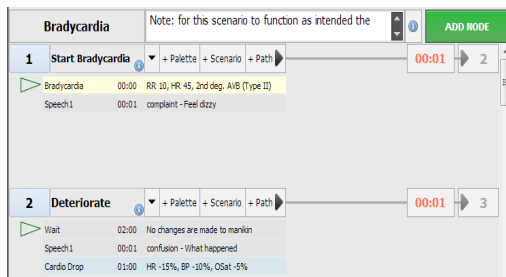 Bradycardia Note: for this scenario to function as intended the ADD NODE
1 Start Bradycardia + Palette + Scenario + Path 00:01 2
Bradycardia 00:00 RR 10, HR 45, 2nd deg. AVB (Type II)
Speech1 00:01 complaint - Feel dizzy
2 Deteriorate + Palette + Scenario + Path 00:01 3
Wait 02:00 No changes are made to manikin
Speech1 00:01 confusion - What happened
Cardio Drop 01:00 HR -15%, BP -10%, OSat -5%